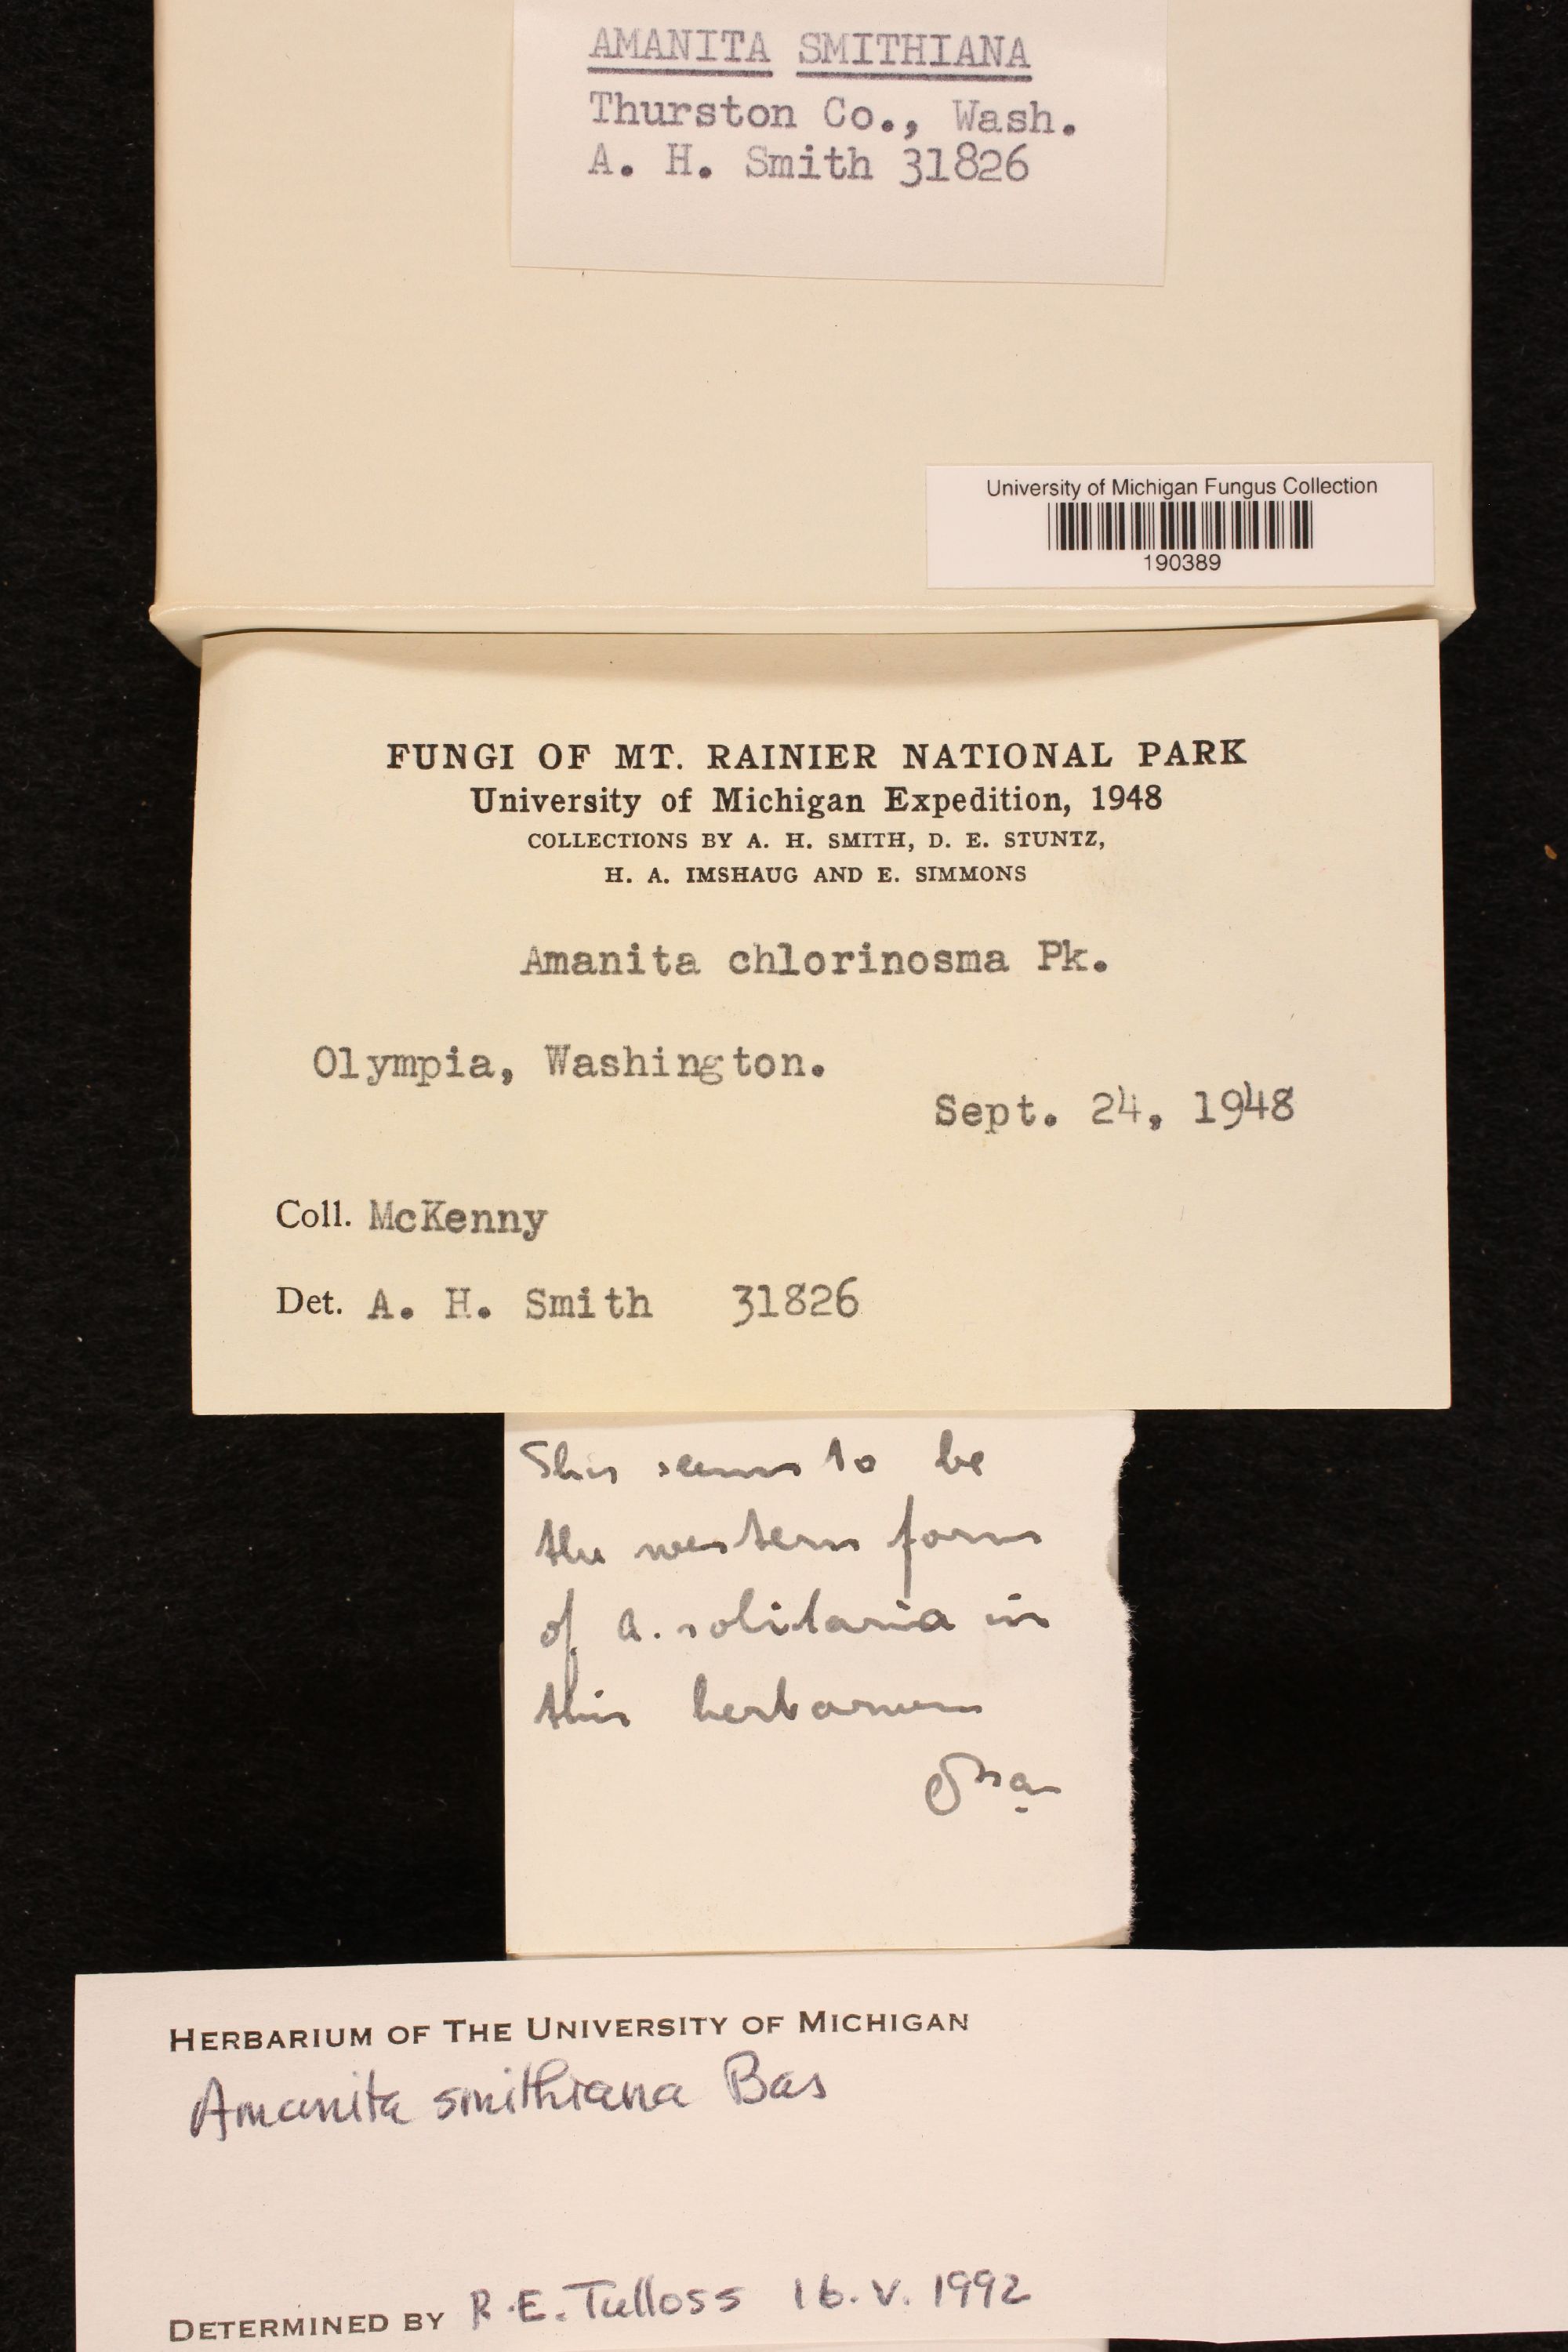 AMANITA SMITHIANA
Thurston Co., Wash.
A. H. Smith 31826
University of Michigan Fungus Collection
190389
FUNGI OF MT. RAINIER NATIONAL PARK
University of Michigan Expedition, 1948
COLLECTIONS BY A. H. SMITH, D. E. STUNTZ,
H. A. IMSHAUG AND E. SIMMONS
Amanita chlorinosma Pk.
Olympia, Washington.
Sept. 24, 1948
Coll. McKenny
Det. A. H. Smith 31826
This seems to be
the western form
of A. solitaria in
this herbarium
HERBARIUM OF THE UNIVERSITY OF MICHIGAN
Amanita smithiana Bas
DETERMINED BY R.E. Tulloss 16.V.1992